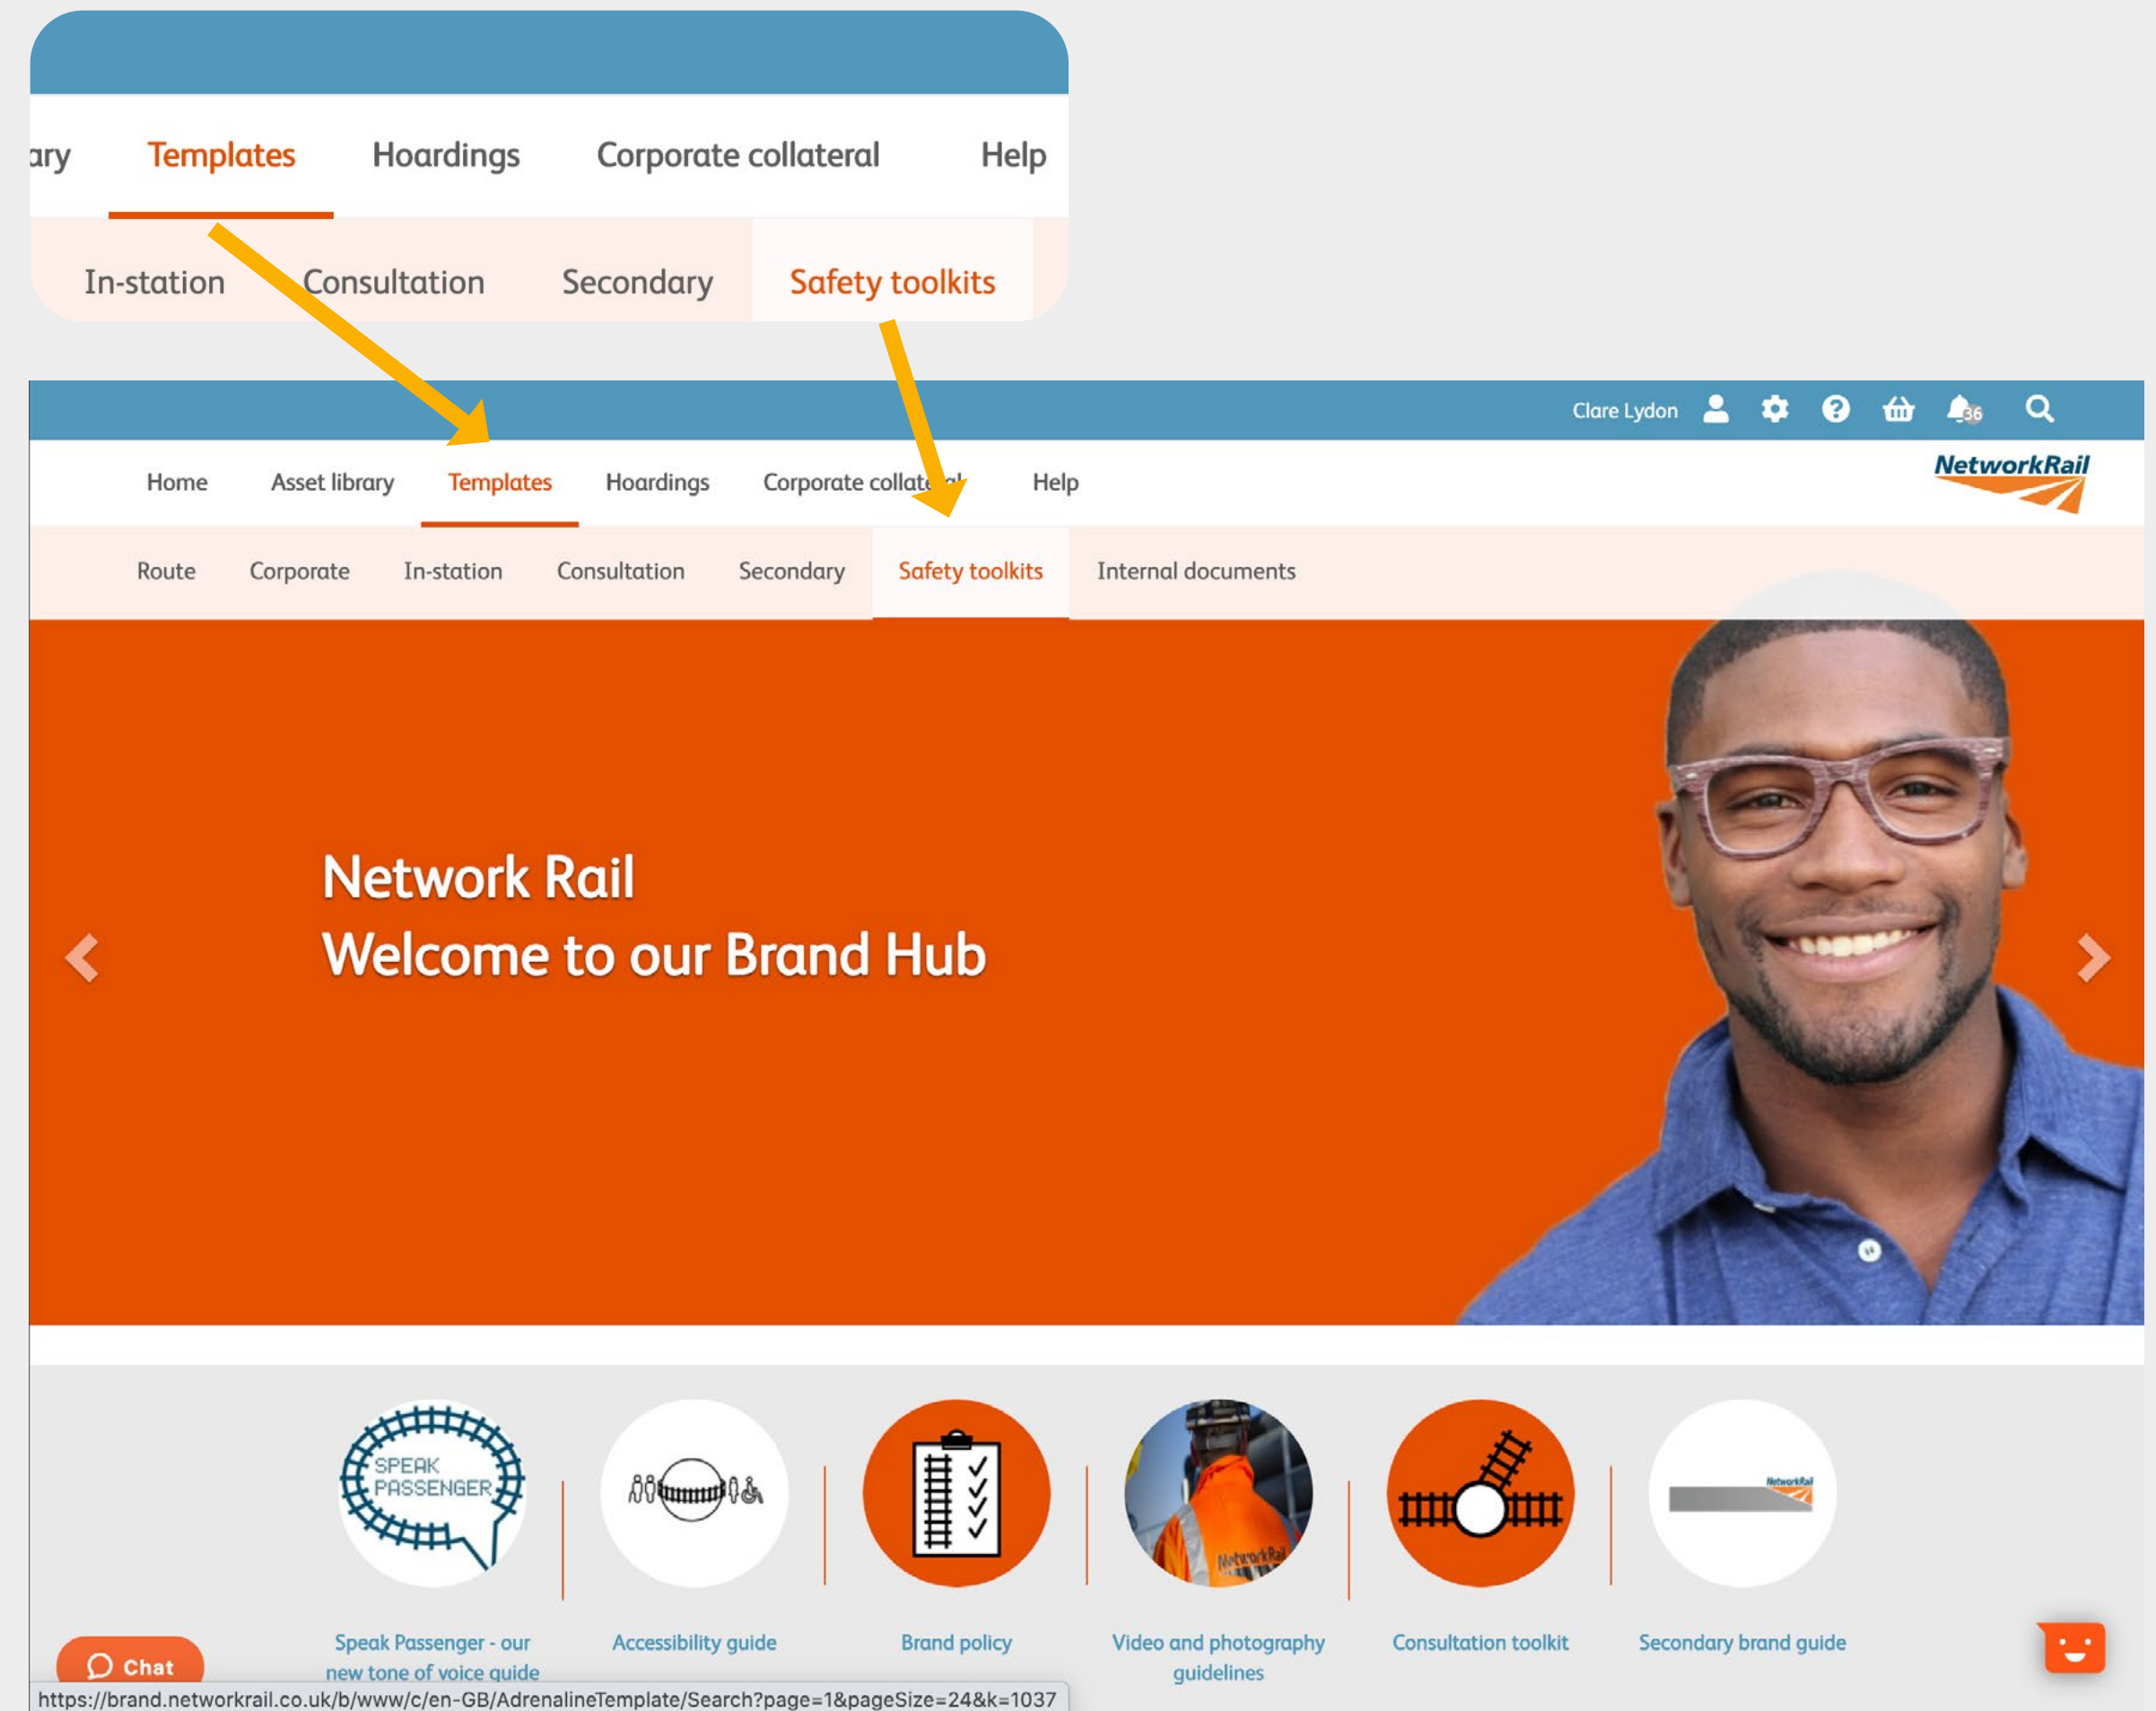 ary Templates Hoardings Corporate collateral Help
In-station Consultation Secondary Safety toolkits
Clare Lydon 36
Home Asset library Templates Hoardings Corporate collateral Help
NetworkRail
Route Corporate In-station Consultation Secondary Safety toolkits Internal documents
Network Rail
Welcome to our Brand Hub
SPEAK
PASSENGER
NetworkRail
NetworkRail
Speak Passenger - our
new tone of voice guide
Accessibility guide
Brand policy
Video and photography
guidelines
Consultation toolkit
Secondary brand guide
Chat
https://brand.networkrail.co.uk/b/www/c/en-GB/AdrenalineTemplate/Search?page=1&pageSize=24&k=1037